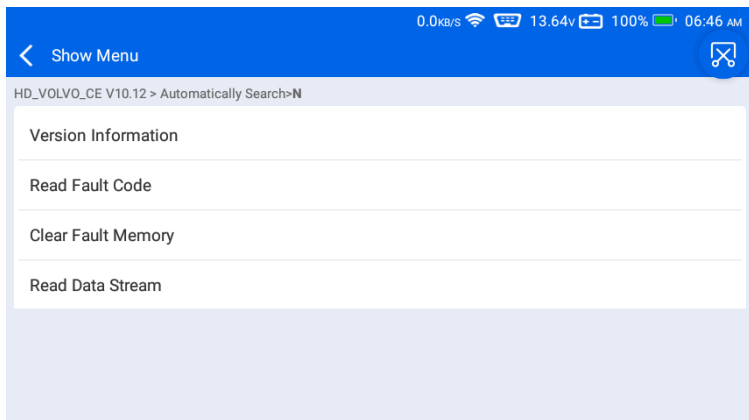 0.0KB/S 13.64V 100% 06:46 AM
Show Menu
HD_VOLVO_CE V10.12 > Automatically Search>N
Version Information
Read Fault Code
Clear Fault Memory
Read Data Stream